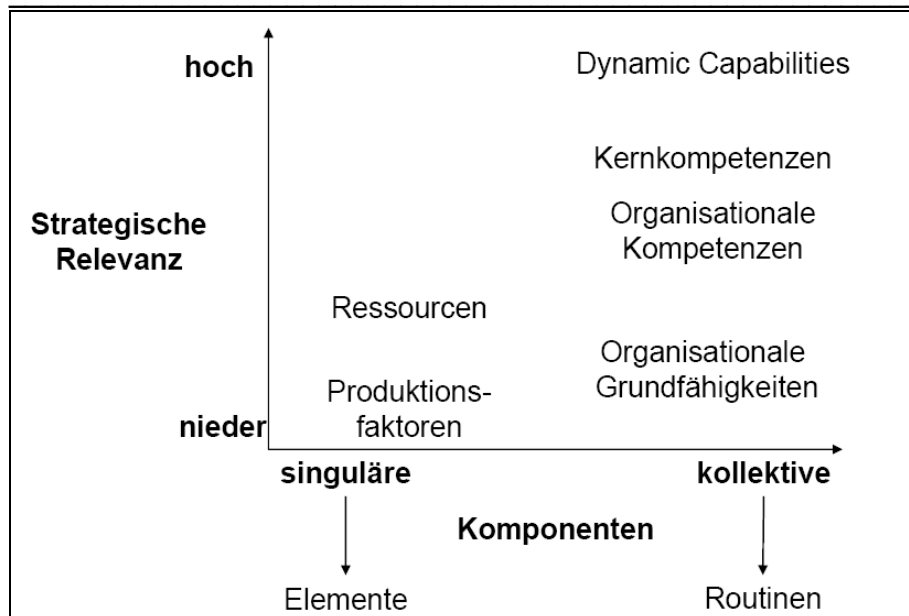 hoch
Dynamic Capabilities
Kernkompetenzen
Strategische
Relevanz
Organisationale
Kompetenzen
Ressourcen
Organisationale
Grundfähigkeiten
Produktions-
faktoren
nieder
singuläre
kollektive
Komponenten
Elemente
Routinen